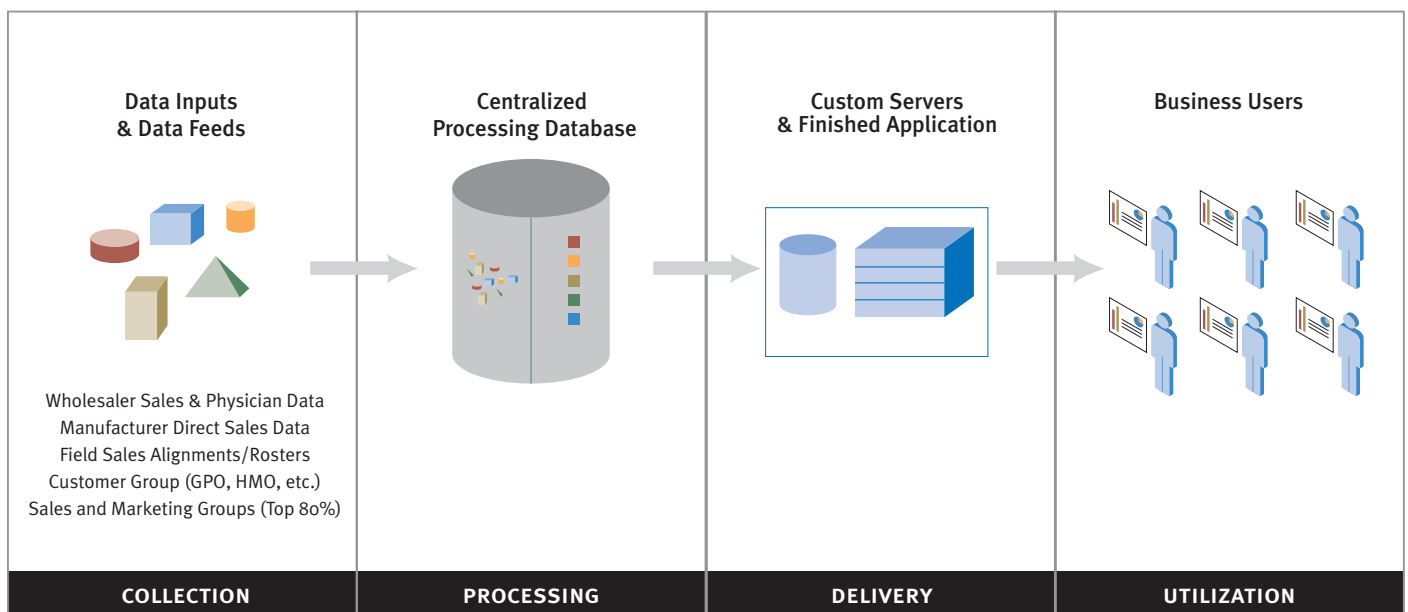 Data Inputs
& Data Feeds
Wholesaler Sales & Physician Data
Manufacturer Direct Sales Data
Field Sales Alignments/Rosters
Customer Group (GPO, HMO, etc.)
Sales and Marketing Groups (Top 80%)
COLLECTION
Centralized
Processing Database
PROCESSING
Custom Servers
& Finished Application
DELIVERY
Business Users
UTILIZATION